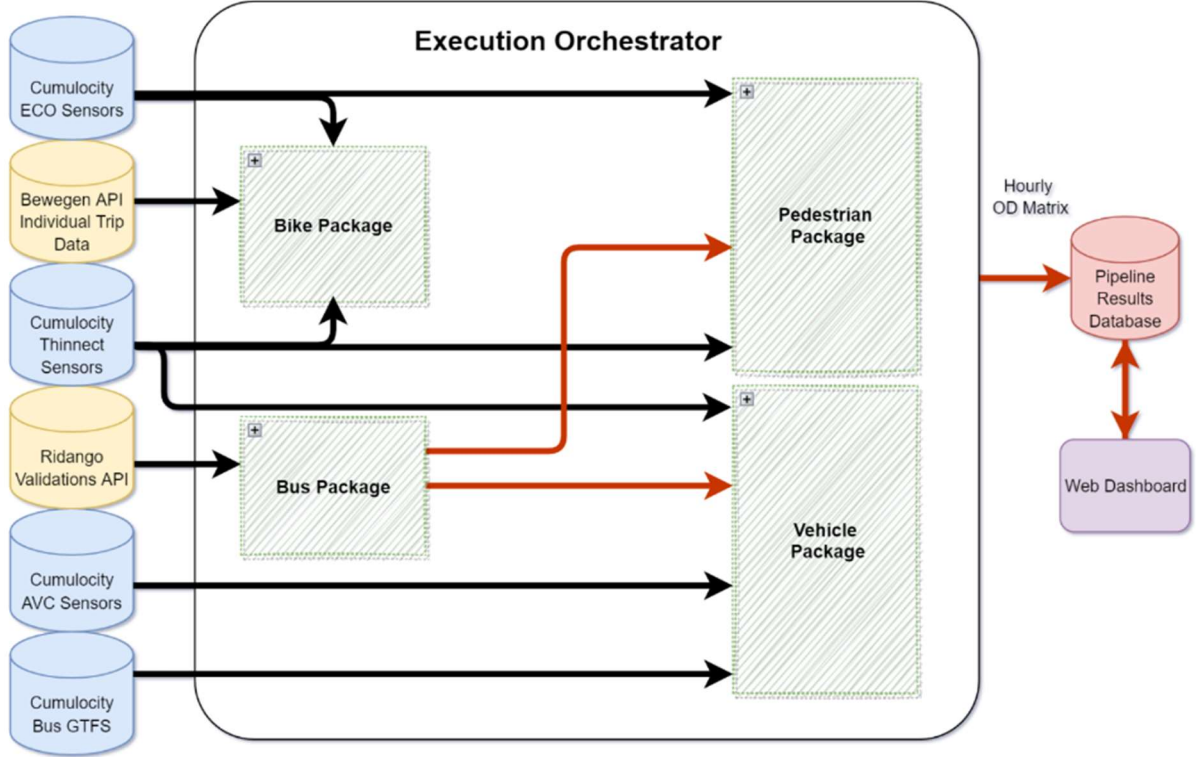 Execution Orchestrator
Cumulocity
ECO Sensors
Bewegen API
Individual Trip
Data
Cumulocity
Thinnect
Sensors
Ridango
Validations API
Cumulocity
AVC Sensors
Cumulocity
Bus GTFS
Bike Package
Bus Package
Pedestrian
Package
Vehicle
Package
Hourly
OD Matrix
Pipeline
Results
Database
Web Dashboard